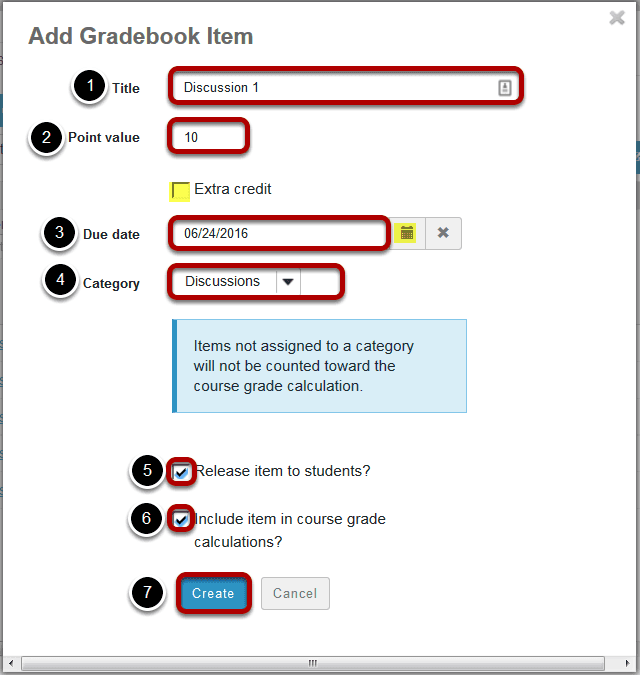 Add Gradebook Item
1 Title Discussion 1
2 Point value 10
Extra credit
3 Due date 06/24/2016
4 Category Discussions
Items not assigned to a category
will not be counted toward the
course grade calculation.
5 Release item to students?
6 Include item in course grade
calculations?
7 Create Cancel